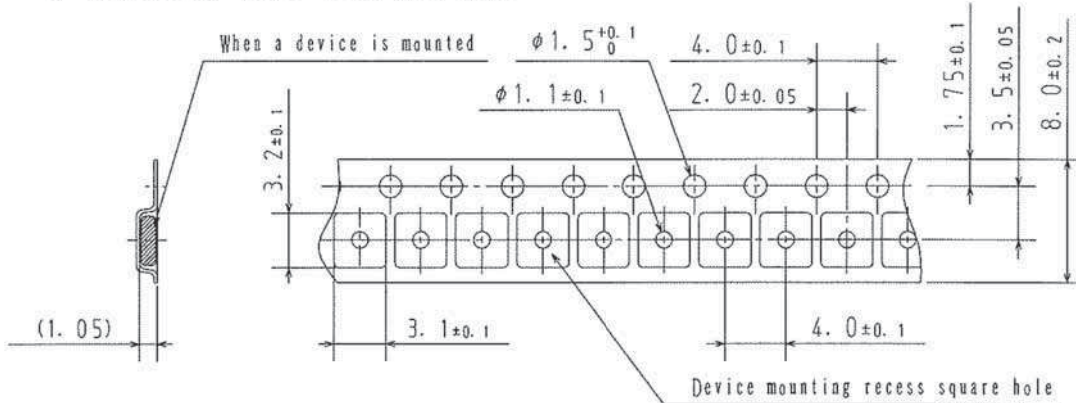 When a device is mounted
φ1. 5 +0. 1 0
4. 0±0. 1
φ1. 1±0. 1
2. 0±0. 05
1. 75±0. 1
3. 5±0. 05
8. 0±0. 2
3. 2±0. 1
(1. 05)
3. 1±0. 1
4. 0±0. 1
Device mounting recess square hole